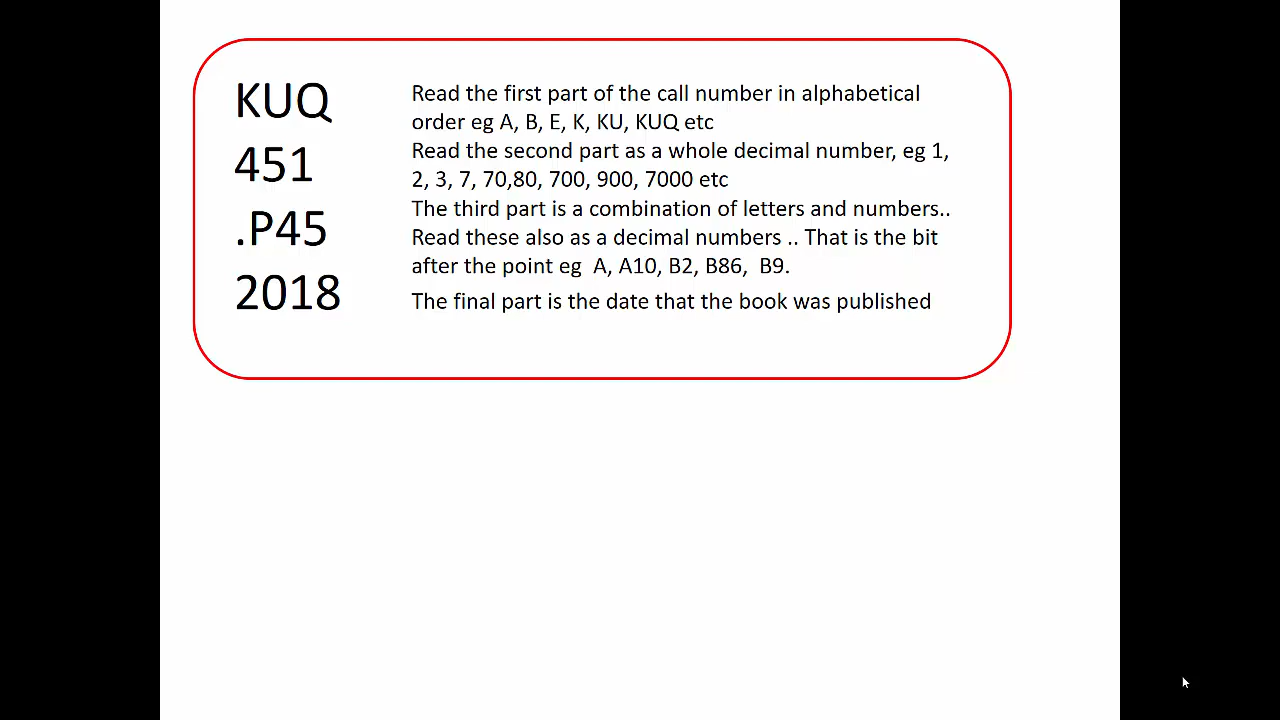 KUQ
451
.P45
2018
Read the first part of the call number in alphabetical
order eg A, B, E, K, KU, KUQ etc
Read the second part as a whole decimal number, eg 1,
2, 3, 7, 70,80, 700, 900, 7000 etc
The third part is a combination of letters and numbers..
Read these also as a decimal numbers .. That is the bit
after the point eg  A, A10, B2, B86,  B9.
The final part is the date that the book was published